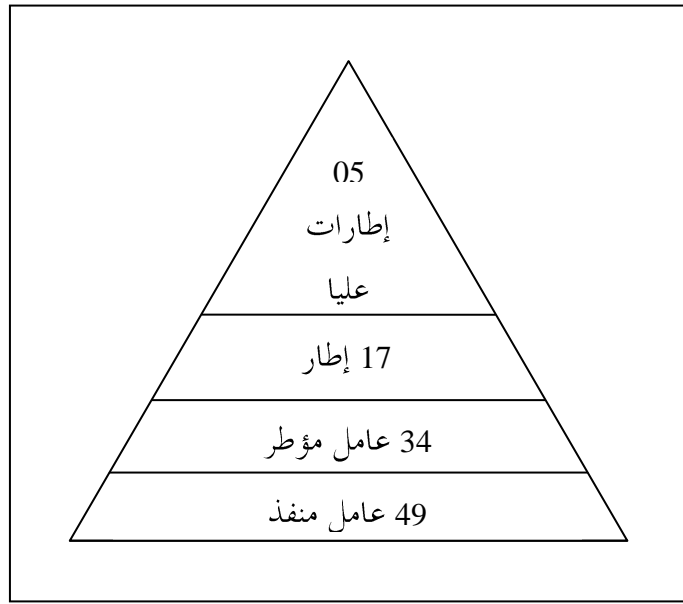 05
إطارات
عليا
17 إطار
34 عامل مؤطر
49 عامل منفذ